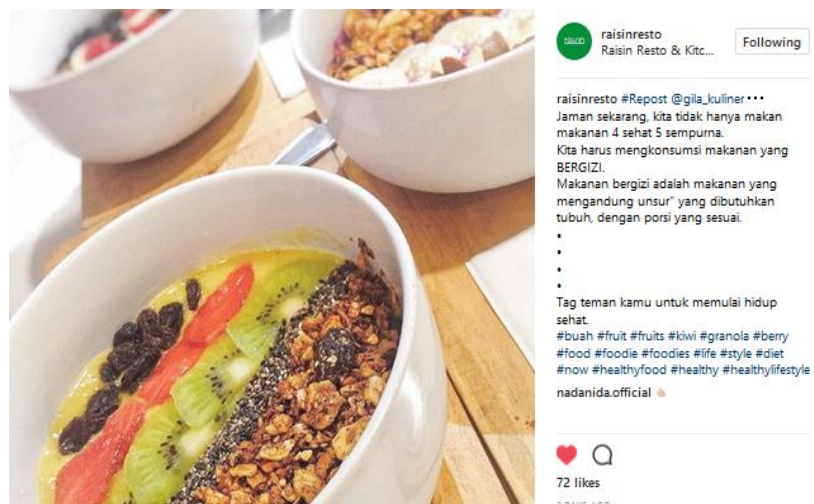 raisinresto
Raisin Resto & Kitc...
Following
raisinresto #Repost @gila_kuliner •••
Jaman sekarang, kita tidak hanya makan
makanan 4 sehat 5 sempurna.
Kita harus mengkonsumsi makanan yang
BERGIZI.
Makanan bergizi adalah makanan yang
mengandung unsur" yang dibutuhkan
tubuh, dengan porsi yang sesuai.
•
•
•
•
Tag teman kamu untuk memulai hidup
sehat.
#buah #fruit #fruits #kiwi #granola #berry
#food #foodie #foodies #life #style #diet
#now #healthyfood #healthy #healthylifestyle
nadanida.official 👆🏻
72 likes